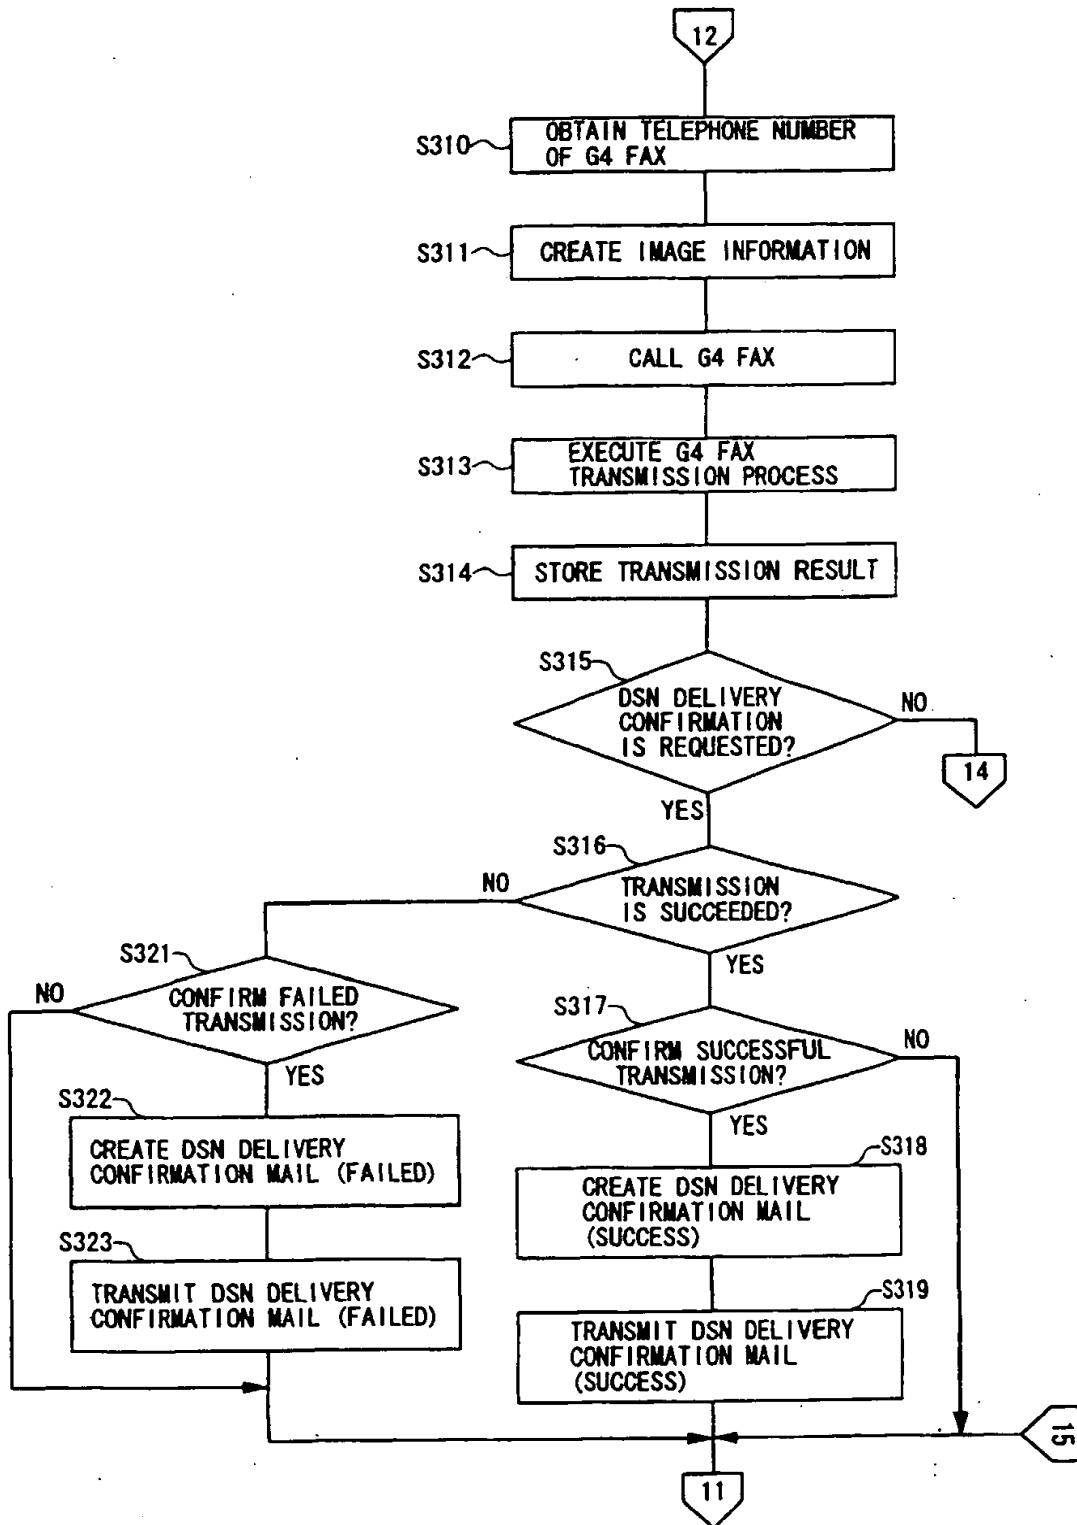 12
S310
OBTAIN TELEPHONE NUMBER
OF G4 FAX
S311
CREATE IMAGE INFORMATION
S312
CALL G4 FAX
S313
EXECUTE G4 FAX
TRANSMISSION PROCESS
S314
STORE TRANSMISSION RESULT
S315
DSN DELIVERY
CONFIRMATION
IS REQUESTED?
NO
14
YES
S316
TRANSMISSION
IS SUCCEEDED?
NO
YES
S321
CONFIRM FAILED
TRANSMISSION?
NO
YES
S317
CONFIRM SUCCESSFUL
TRANSMISSION?
NO
YES
S322
CREATE DSN DELIVERY
CONFIRMATION MAIL (FAILED)
S318
CREATE DSN DELIVERY
CONFIRMATION MAIL
(SUCCESS)
S323
TRANSMIT DSN DELIVERY
CONFIRMATION MAIL (FAILED)
S319
TRANSMIT DSN DELIVERY
CONFIRMATION MAIL
(SUCCESS)
15
11